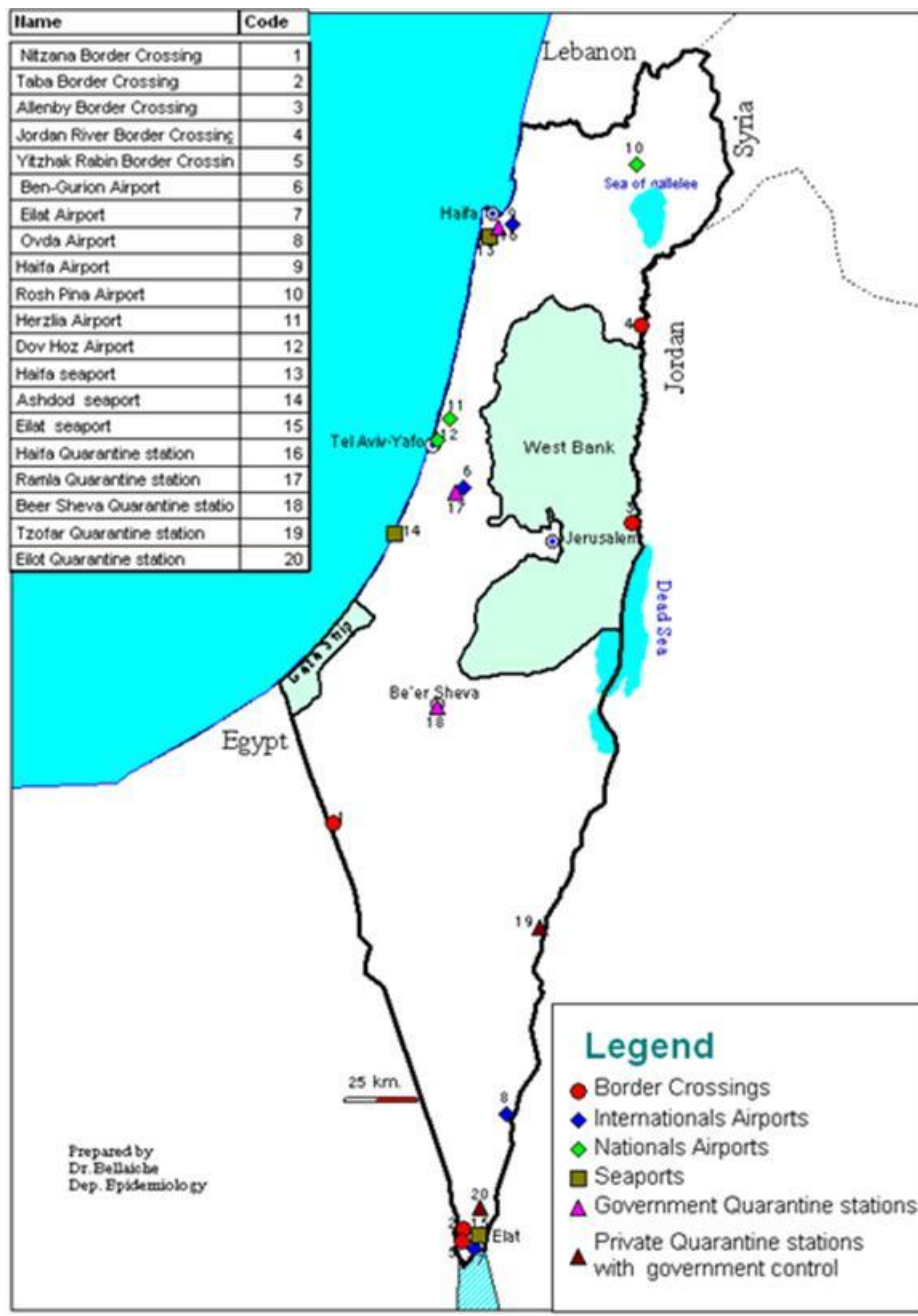 Name Code
Nitzana Border Crossing 1
Taba Border Crossing 2
Allenby Border Crossing 3
Jordan River Border Crossing 4
Yitzhak Rabin Border Crossin 5
Ben-Gurion Airport 6
Eilat Airport 7
Ovda Airport 8
Haifa Airport 9
Rosh Pina Airport 10
Herzlia Airport 11
Dov Hoz Airport 12
Haifa seaport 13
Ashdod seaport 14
Eilat seaport 15
Haifa Quarantine station 16
Ramla Quarantine station 17
Beer Sheva Quarantine statio 18
Tzofar Quarantine station 19
Eilot Quarantine station 20
Lebanon
Syria
10
Sea of gallelee
Haifa
9
16
13
4
Jordan
11
Tel Aviv-Yafo
12
West Bank
6
17
3
14
Jerusalem
Dead Sea
Gaza Strip
Be'er Sheva
18
Egypt
1
19
25 km.
8
Prepared by
Dr. Bellaiche
Dep. Epidemiology
20
2
15
Elat
5
7
Legend
Border Crossings
Internationals Airports
Nationals Airports
Seaports
Government Quarantine stations
Private Quarantine stations
with government control